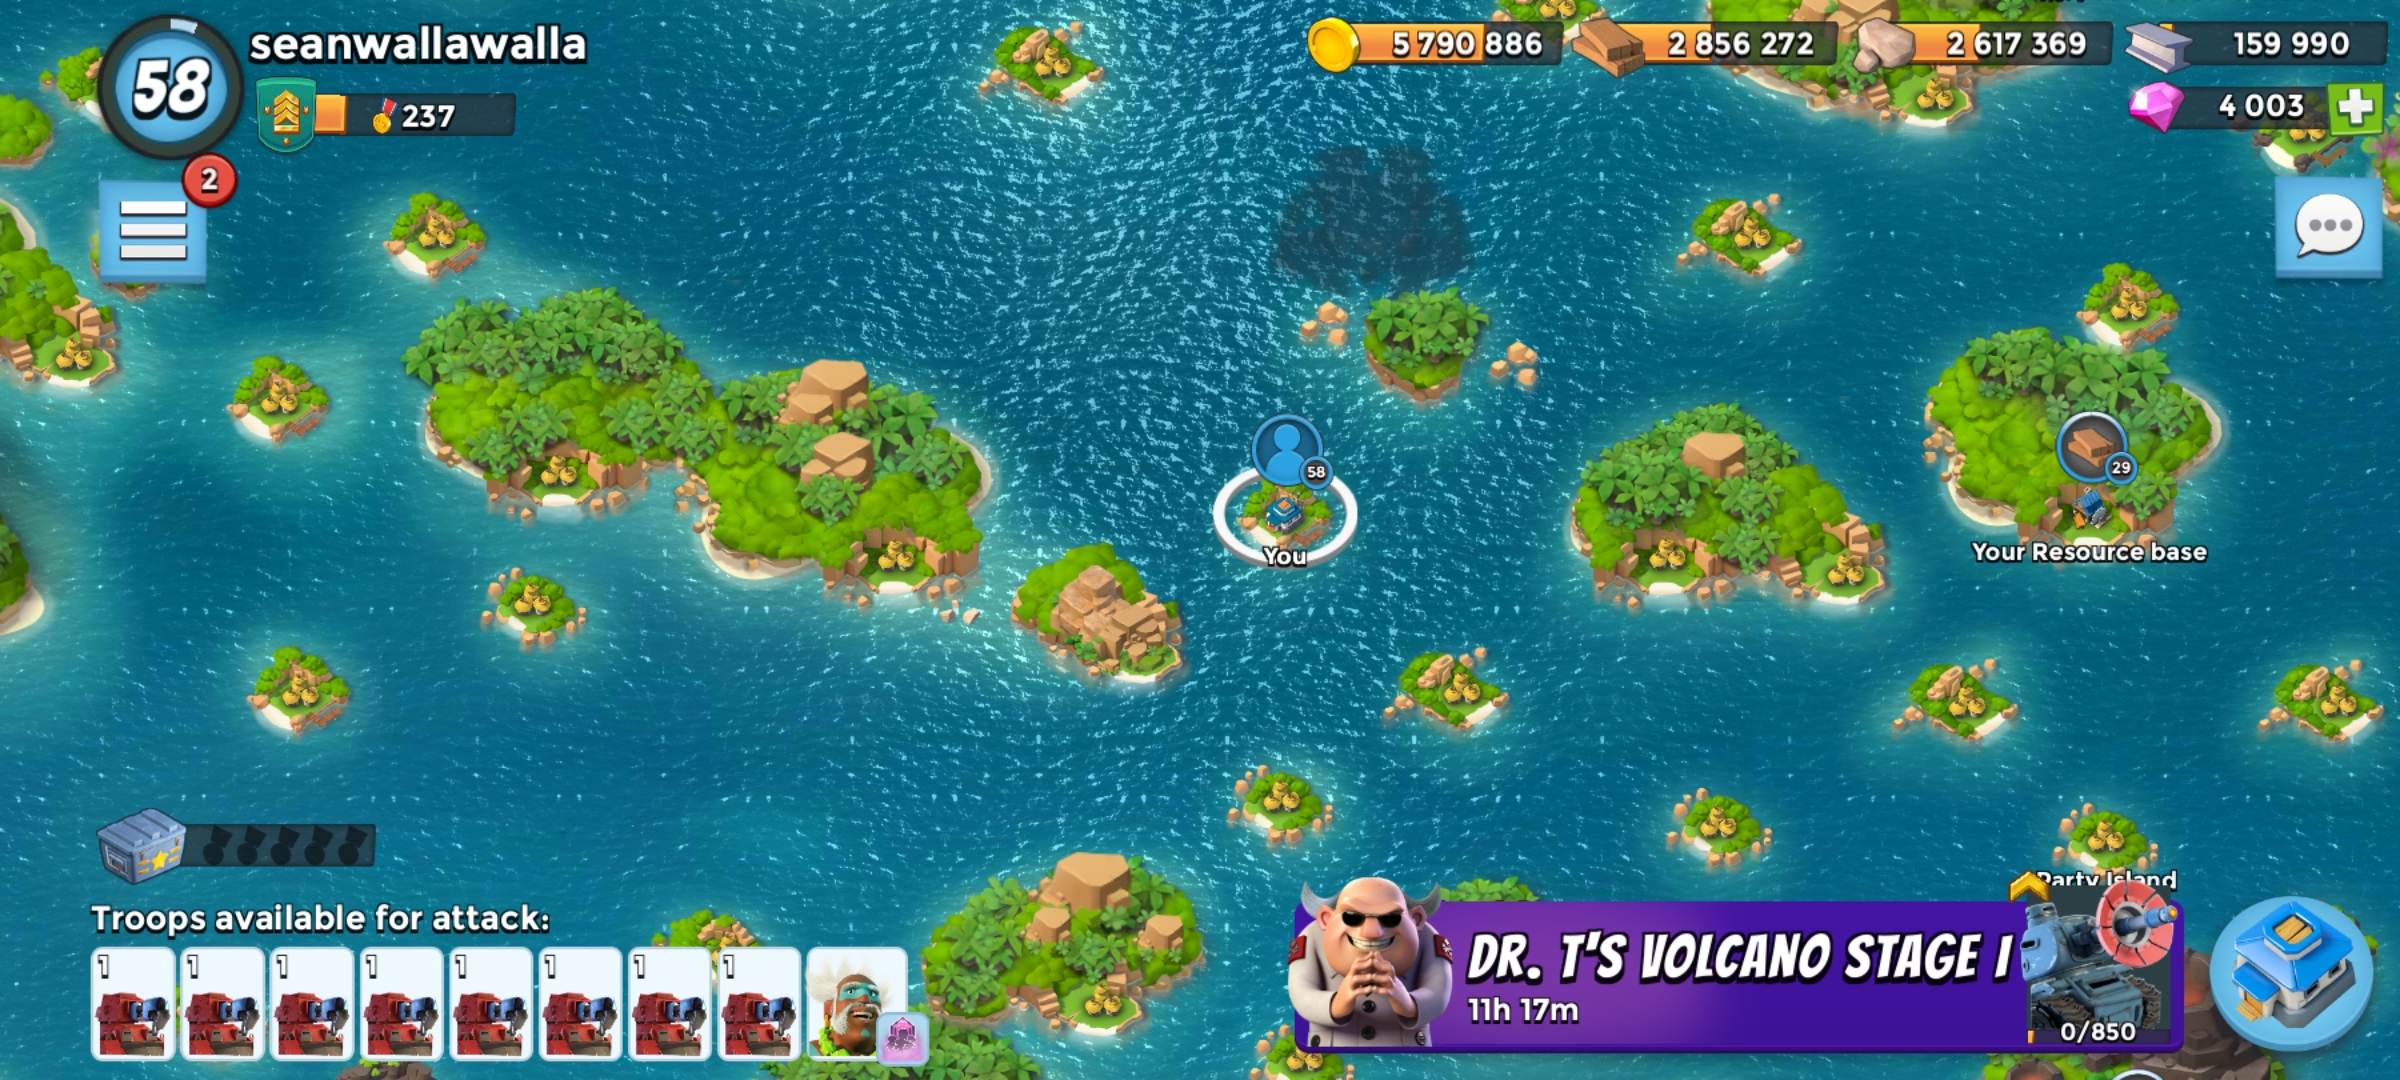 58
seanwallawalla
237
2
5 790 886
2 856 272
2 617 369
159 990
4 003
58
You
29
Your Resource base
Party Island
Troops available for attack:
1 1 1 1 1 1 1 1
DR. T'S VOLCANO STAGE I
11h 17m
0/850